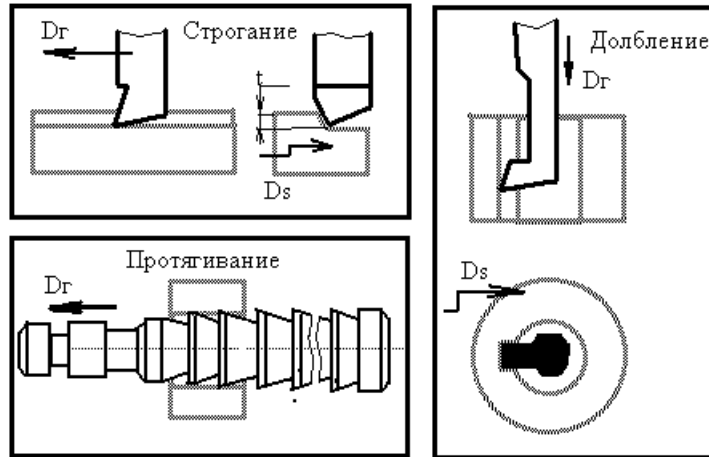 Dr
Строгание
t
Ds
Долбление
Dr
Протягивание
Dr
Ds